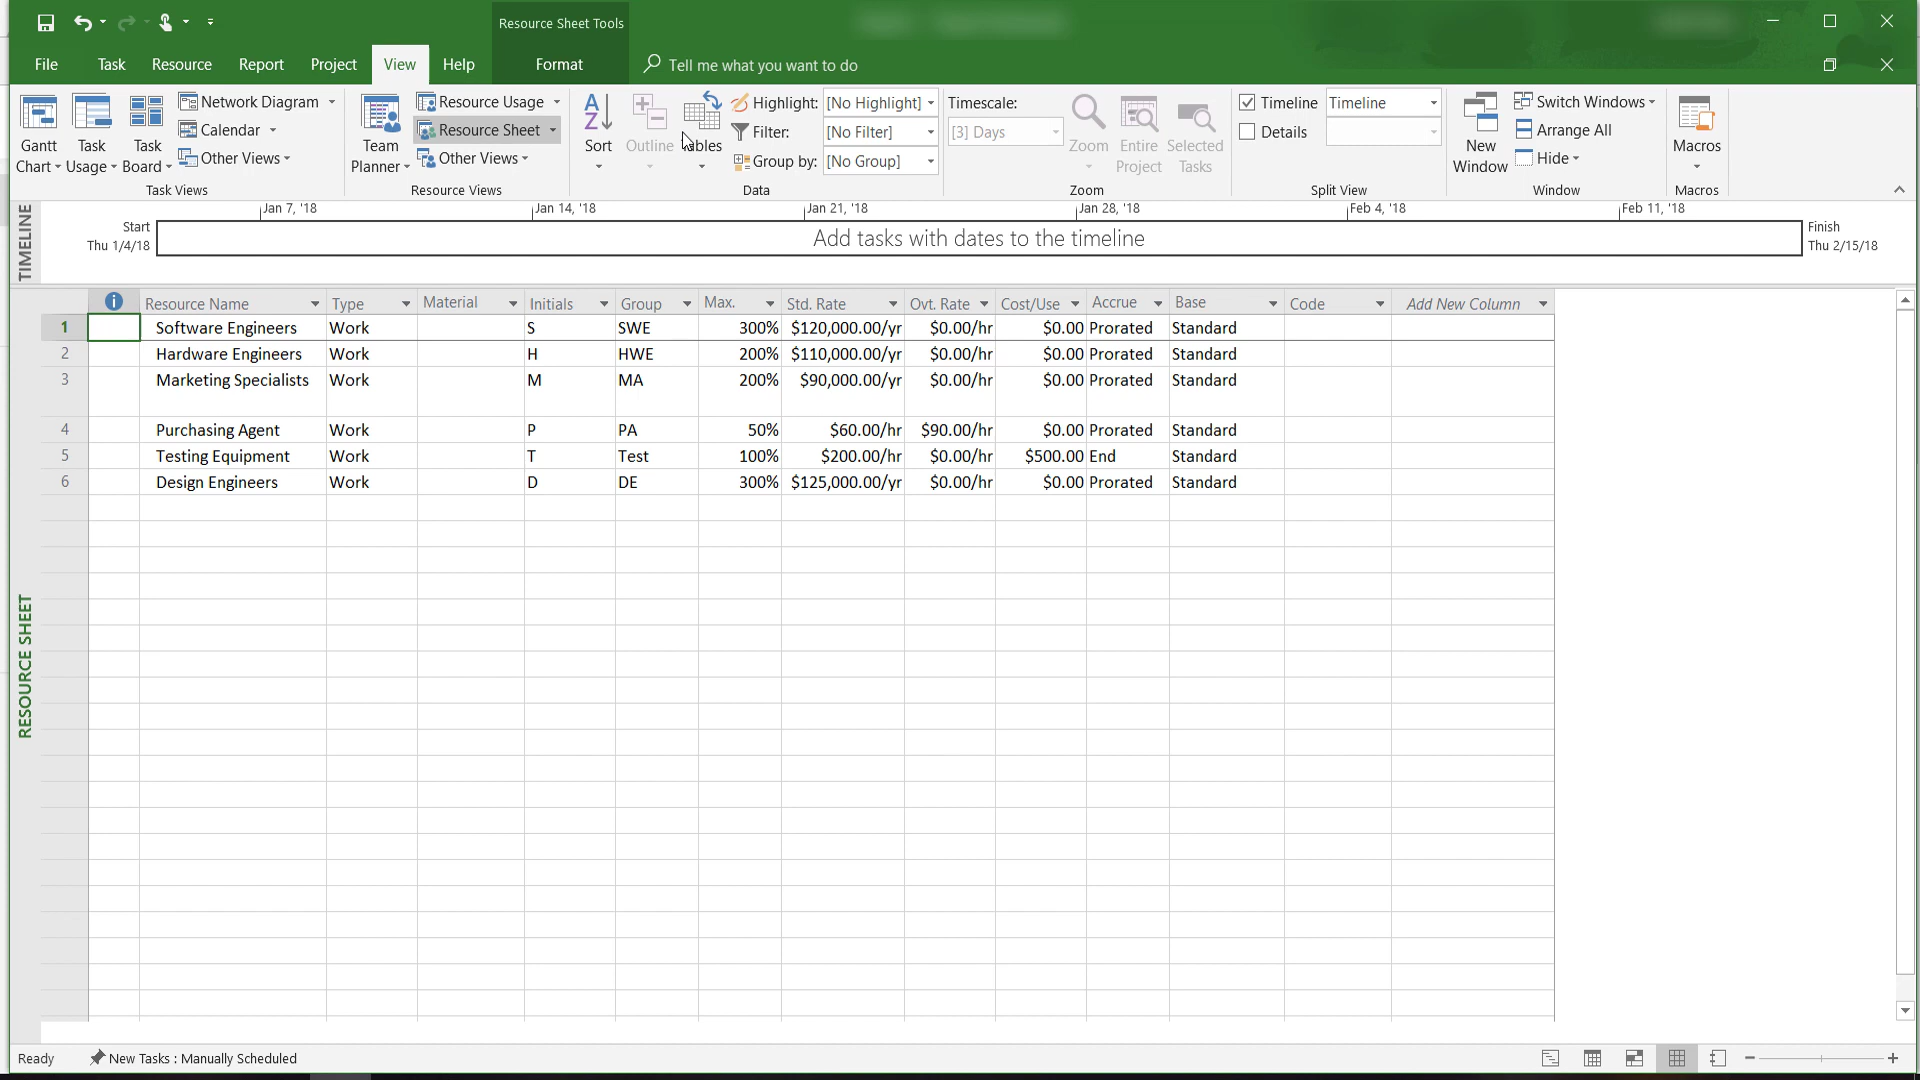 Resource Sheet Tools
File Task Resource Report Project View Help Format Tell me what you want to do
Gantt Chart
Task Usage
Task Board
Network Diagram
Calendar
Other Views
Task Views
Team Planner
Resource Usage
Resource Sheet
Other Views
Resource Views
Sort
Outline
Tables
Highlight: [No Highlight]
Filter: [No Filter]
Group by: [No Group]
Data
Timescale:
[3] Days
Zoom
Entire Project
Selected Tasks
Zoom
Timeline Timeline
Details
Split View
New Window
Switch Windows
Arrange All
Hide
Window
Macros
Macros
TIMELINE
Jan 7, '18 Jan 14, '18 Jan 21, '18 Jan 28, '18 Feb 4, '18 Feb 11, '18
Start
Thu 1/4/18
Add tasks with dates to the timeline
Finish
Thu 2/15/18
Resource Name Type Material Initials Group Max. Std. Rate Ovt. Rate Cost/Use Accrue Base Code Add New Column
1 Software Engineers Work S SWE 300% $120,000.00/yr $0.00/hr $0.00 Prorated Standard
2 Hardware Engineers Work H HWE 200% $110,000.00/yr $0.00/hr $0.00 Prorated Standard
3 Marketing Specialists Work M MA 200% $90,000.00/yr $0.00/hr $0.00 Prorated Standard
4 Purchasing Agent Work P PA 50% $60.00/hr $90.00/hr $0.00 Prorated Standard
5 Testing Equipment Work T Test 100% $200.00/hr $0.00/hr $500.00 End Standard
6 Design Engineers Work D DE 300% $125,000.00/yr $0.00/hr $0.00 Prorated Standard
RESOURCE SHEET
Ready New Tasks : Manually Scheduled